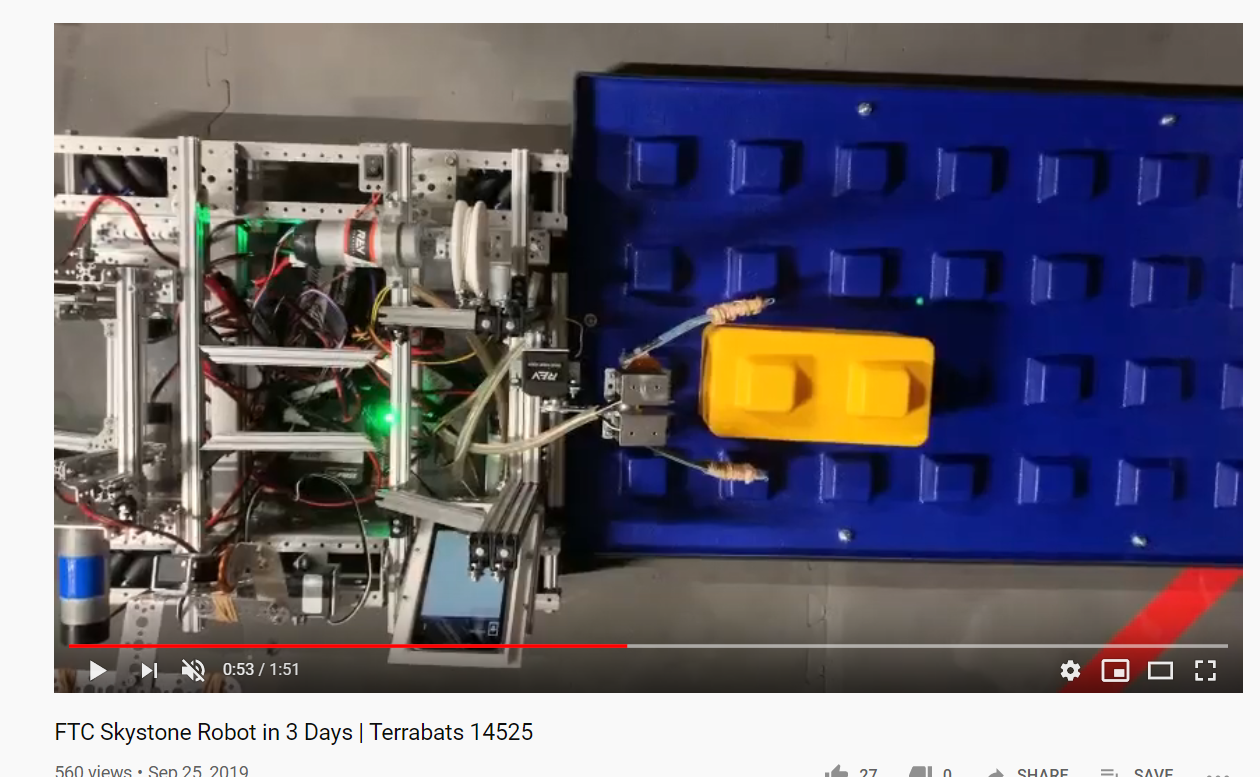 REV
REV
0:53 / 1:51
FTC Skystone Robot in 3 Days | Terrabats 14525
560 views • Sep 25, 2019
27
0
SHARE
SAVE